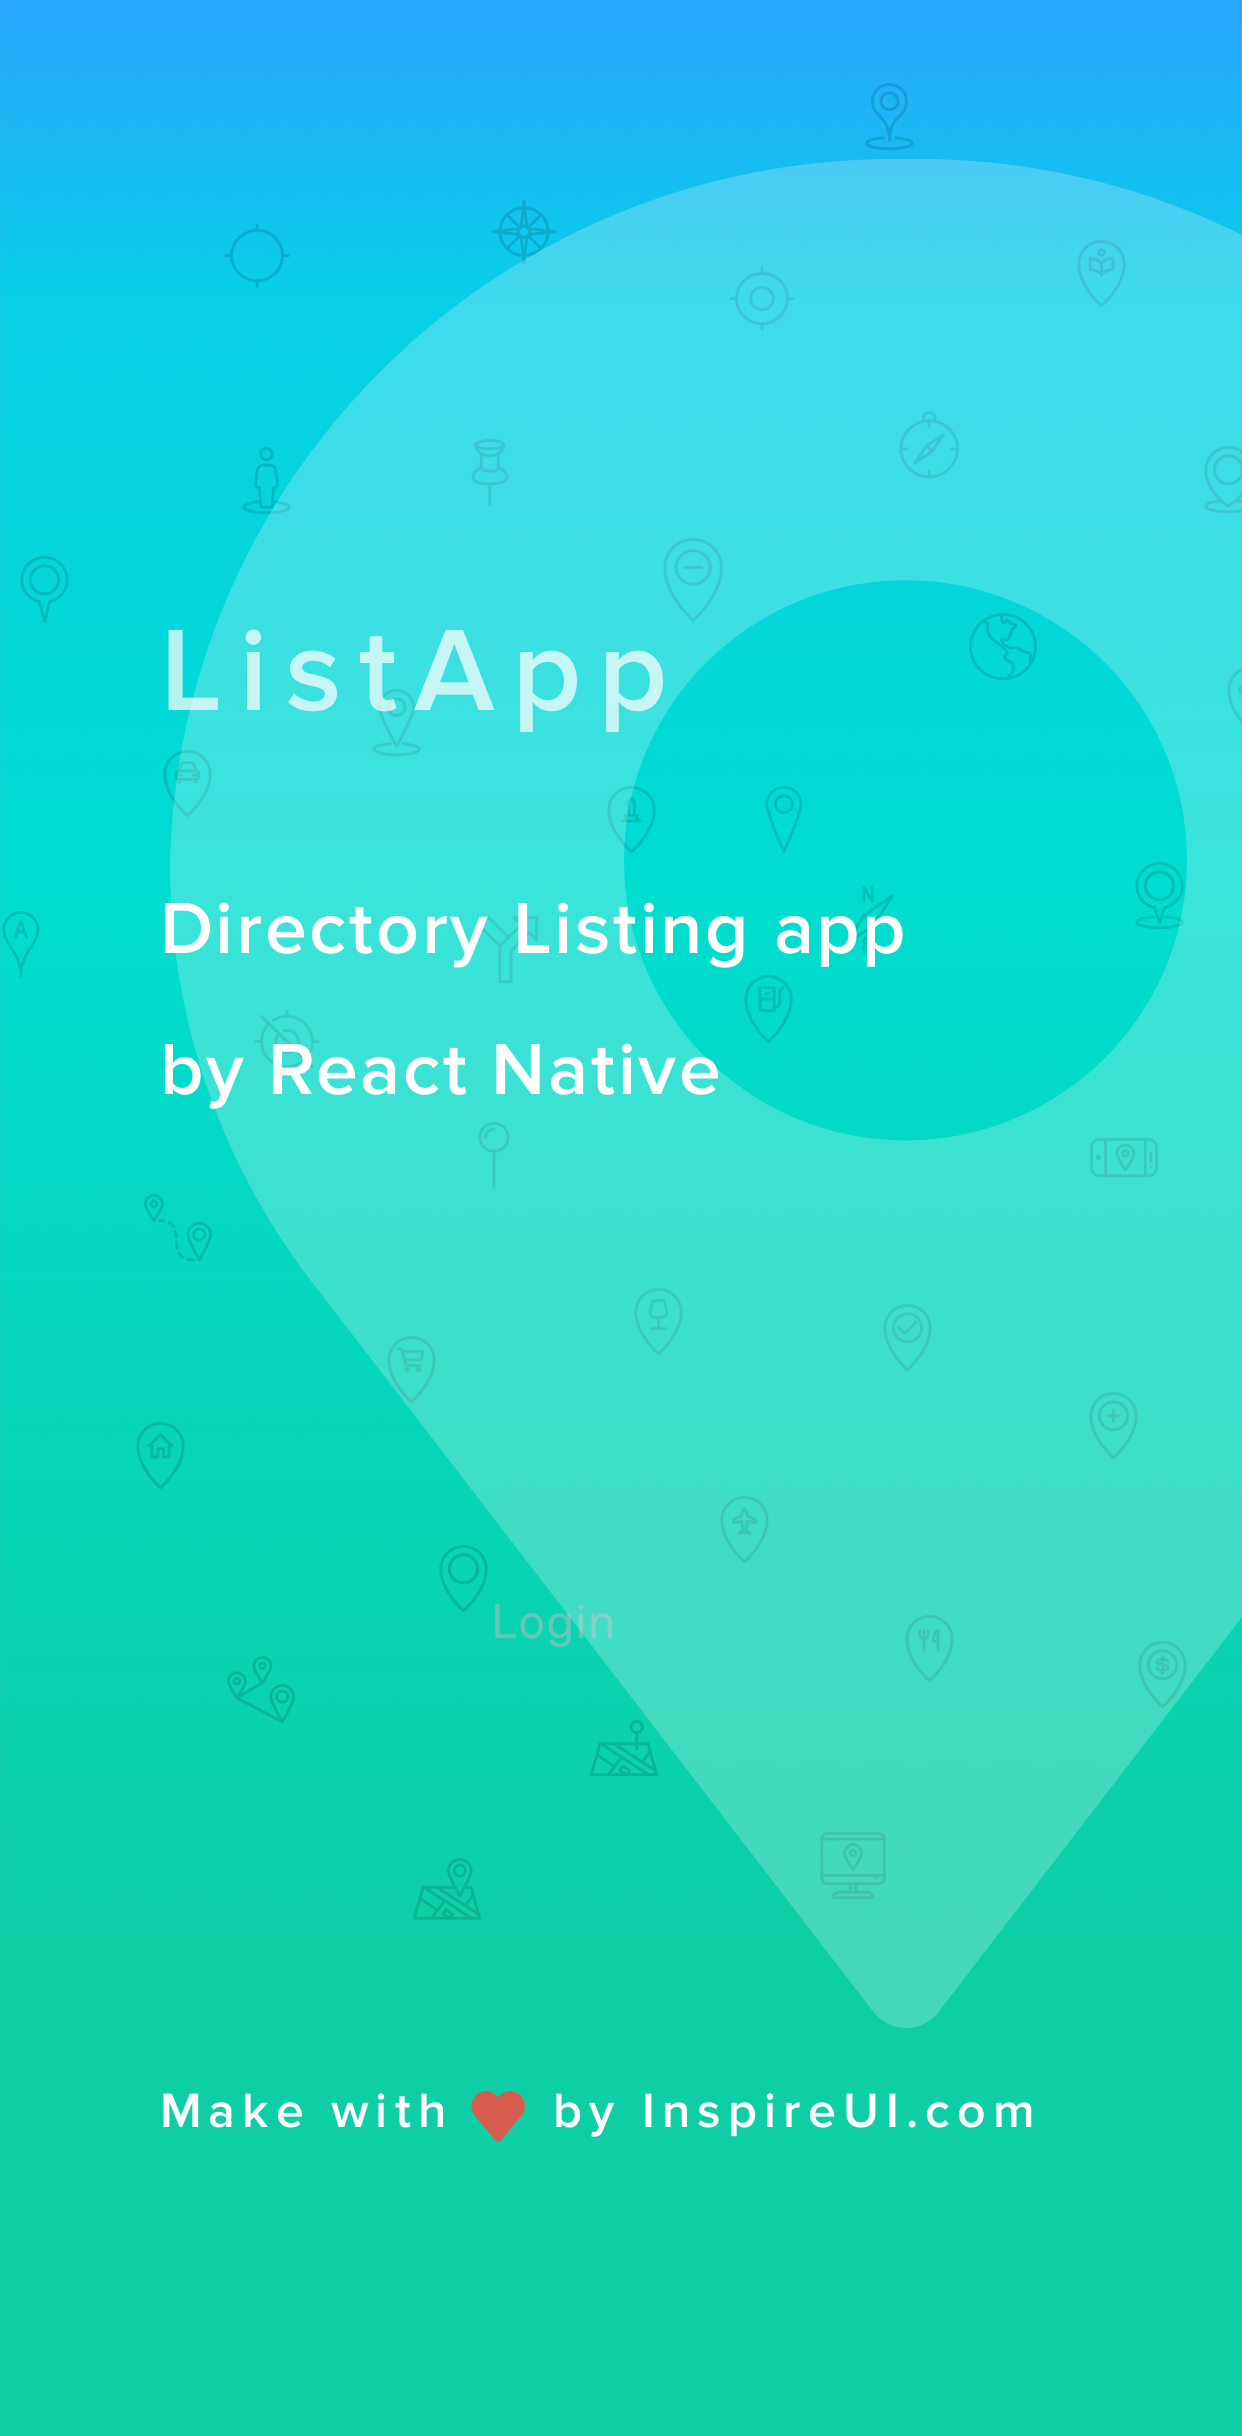 ListApp
N
Directory Listing app
A
by React Native
Login
$
Make with by InspireUI.com